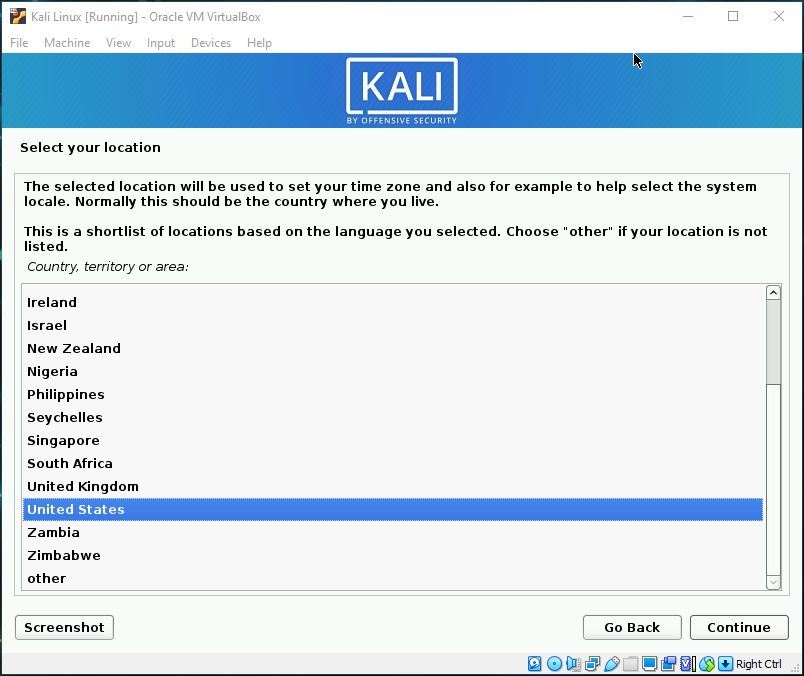 Kali Linux [Running] - Oracle VM VirtualBox
File Machine View Input Devices Help
KALI
BY OFFENSIVE SECURITY
Select your location
The selected location will be used to set your time zone and also for example to help select the system
locale. Normally this should be the country where you live.
This is a shortlist of locations based on the language you selected. Choose "other" if your location is not
listed.
Country, territory or area:
Ireland
Israel
New Zealand
Nigeria
Philippines
Seychelles
Singapore
South Africa
United Kingdom
United States
Zambia
Zimbabwe
other
Screenshot Go Back Continue
Right Ctrl